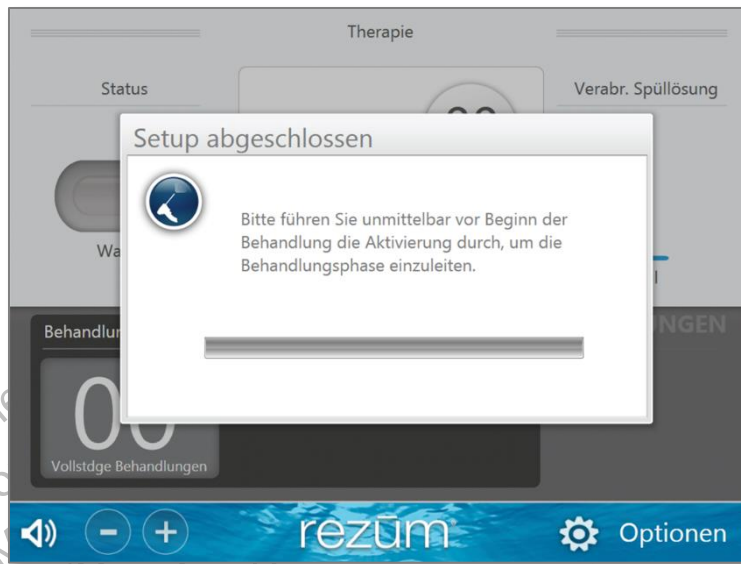 Therapie
Status
Verabr. Spüllösung
Setup abgeschlossen
Bitte führen Sie unmittelbar vor Beginn der
Behandlung die Aktivierung durch, um die
Behandlungsphase einzuleiten.
00
Vollstdge Behandlungen
rezūm
Optionen